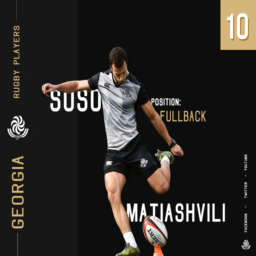 10
RUGBY PLAYERS
GEORGIA
SOSO
POSITION:
FULLBACK
MATIASHVILI
FACEBOOK - TWITTER - YOUTUBE